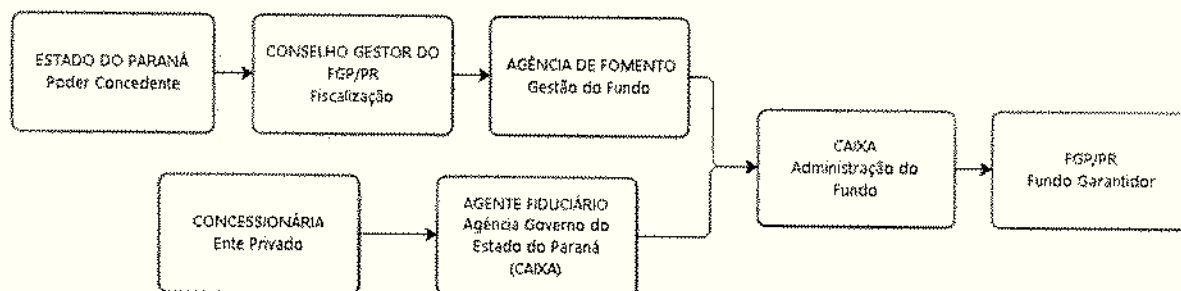 ESTADO DO PARANÁ
Poder Concedente
CONSELHO GESTOR DO
FGP/PR
Fiscalização
AGÊNCIA DE FOMENTO
Gestão do Fundo
CAIXA
Administração do
Fundo
FGP/PR
Fundo Garantidor
CONCESSIONÁRIA
Ente Privado
AGENTE FIDUCIÁRIO
Agência Governo do
Estado do Paraná
(CAIXA)